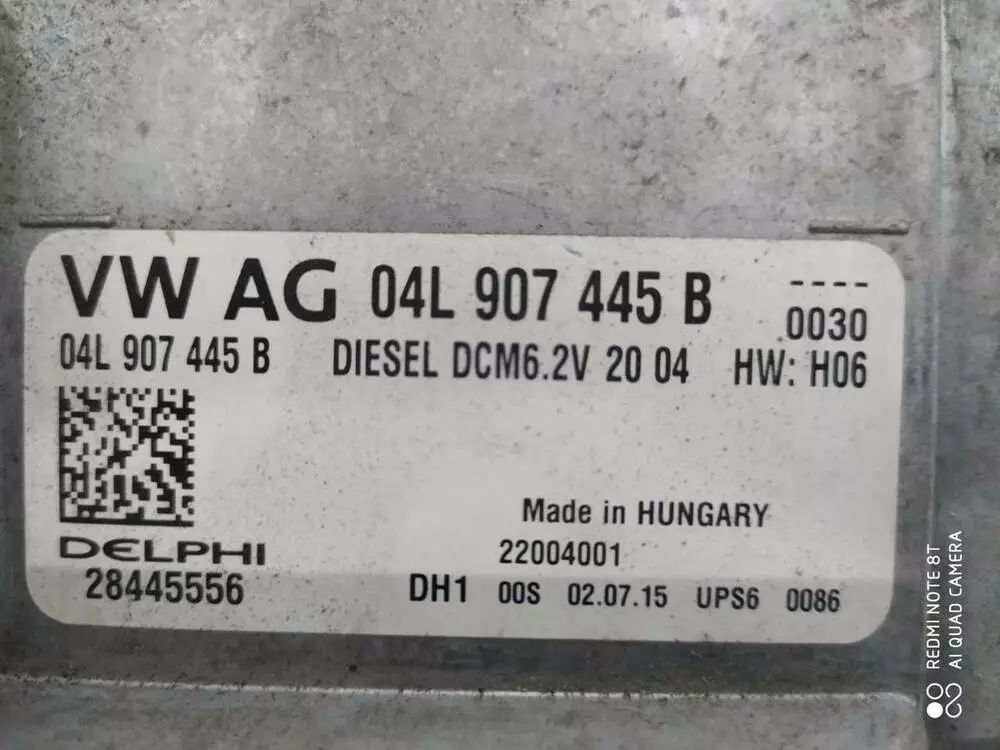 VW AG 04L 907 445 B ----
0030
04L 907 445 B DIESEL DCM6.2V 20 04 HW: H06
Made in HUNGARY
DELPHI 22004001
28445556 DH1 00S 02.07.15 UPS6 0086
REDMI NOTE 8T
AI QUAD CAMERA